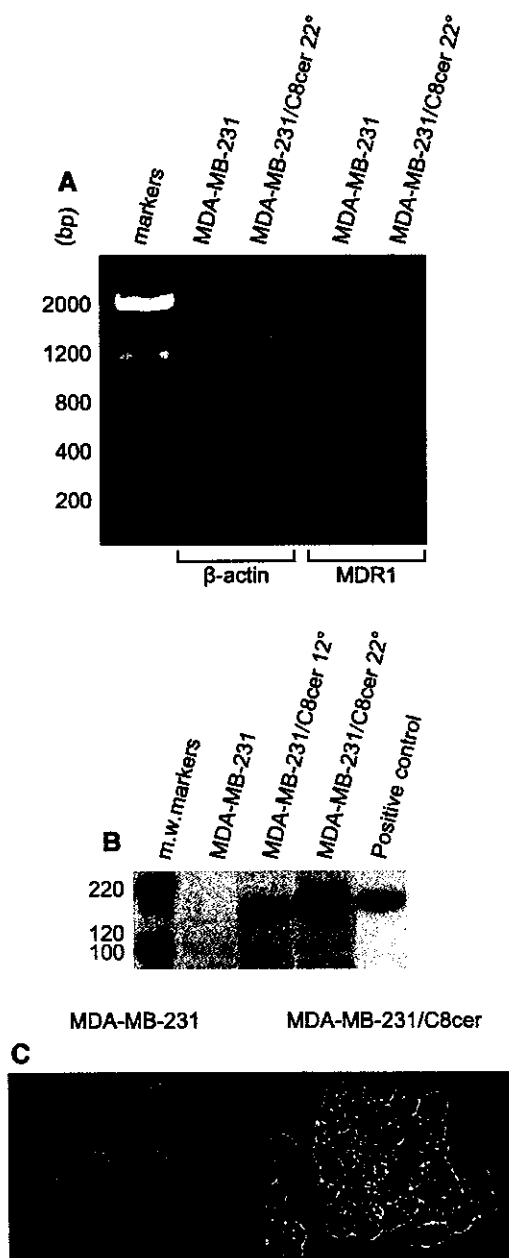 A
(bp)
markers
MDA-MB-231
MDA-MB-231/C8cer 22°
MDA-MB-231
MDA-MB-231/C8cer 22°
2000
1200
800
400
200
β-actin
MDR1
B
m.w.markers
MDA-MB-231
MDA-MB-231/C8cer 12°
MDA-MB-231/C8cer 22°
Positive control
220
120
100
MDA-MB-231
MDA-MB-231/C8cer
C